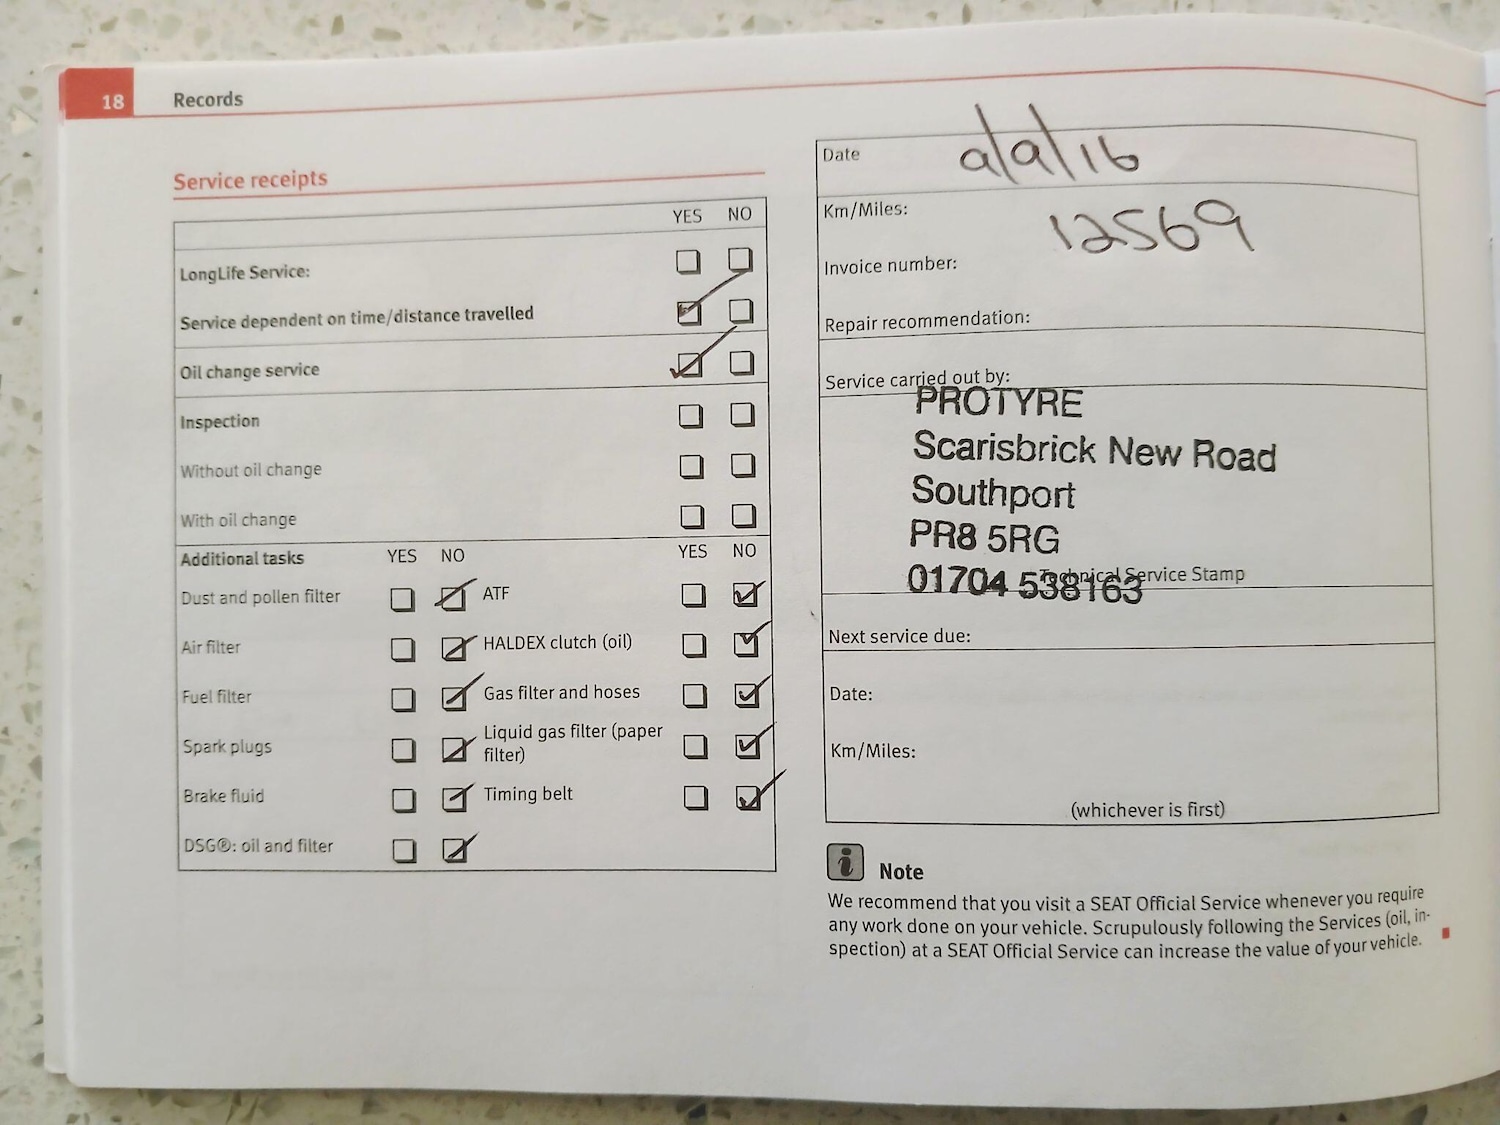 18 Records
Service receipts
YES NO
LongLife Service:
Service dependent on time/distance travelled
Oil change service
Inspection
Without oil change
With oil change
Additional tasks YES NO YES NO
Dust and pollen filter ATF
Air filter HALDEX clutch (oil)
Fuel filter Gas filter and hoses
Spark plugs Liquid gas filter (paper
filter)
Brake fluid Timing belt
DSG®: oil and filter
Date
Km/Miles: 12569
Invoice number:
Repair recommendation:
Service carried out by:
PROTYRE
Scarisbrick New Road
Southport
PR8 5RG
01704 538163
Technical Service Stamp
Next service due:
Date:
Km/Miles:
(whichever is first)
i Note
We recommend that you visit a SEAT Official Service whenever you require
any work done on your vehicle. Scrupulously following the Services (oil, in-
spection) at a SEAT Official Service can increase the value of your vehicle.